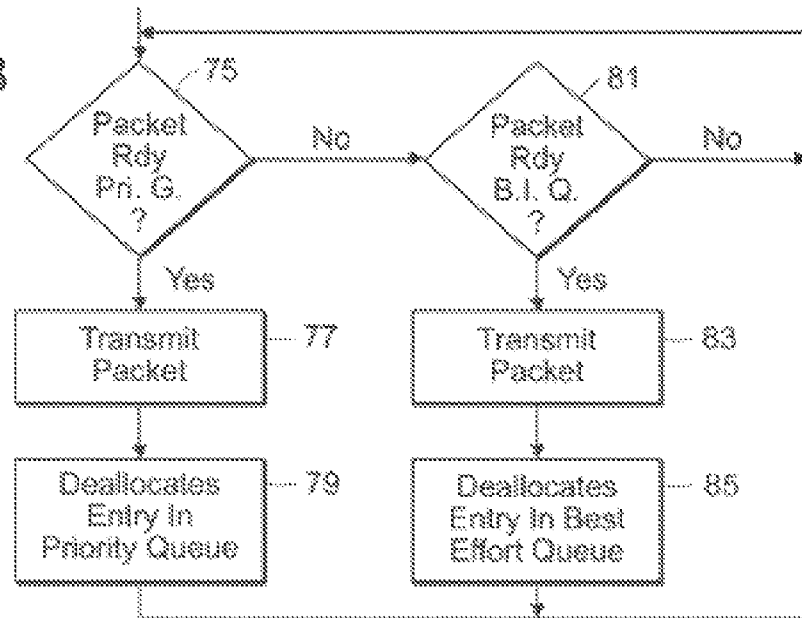 75
Packet
Rdy
Pri. G.
?
No
Yes
81
Packet
Rdy
B.I. Q.
?
No
Yes
Transmit
Packet
77
Transmit
Packet
83
Deallocates
Entry In
Priority Queue
79
Deallocates
Entry In Best
Effort Queue
85